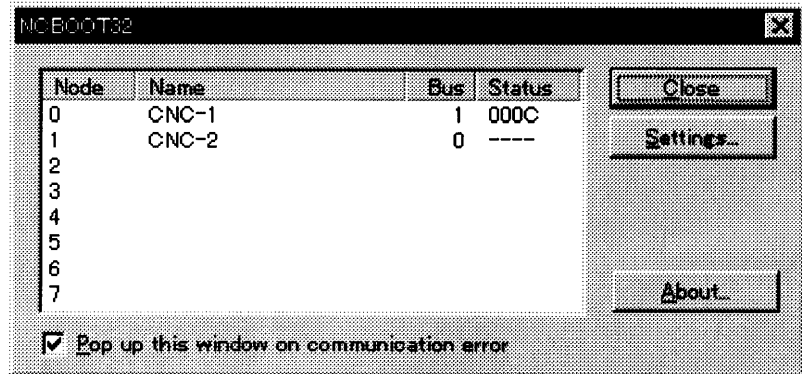 NCBOOT32
Node Name Bus Status
0 CNC-1 1 000C
1 CNC-2 0 ----
2
3
4
5
6
7
Close
Settings...
About...
Pop up this window on communication error